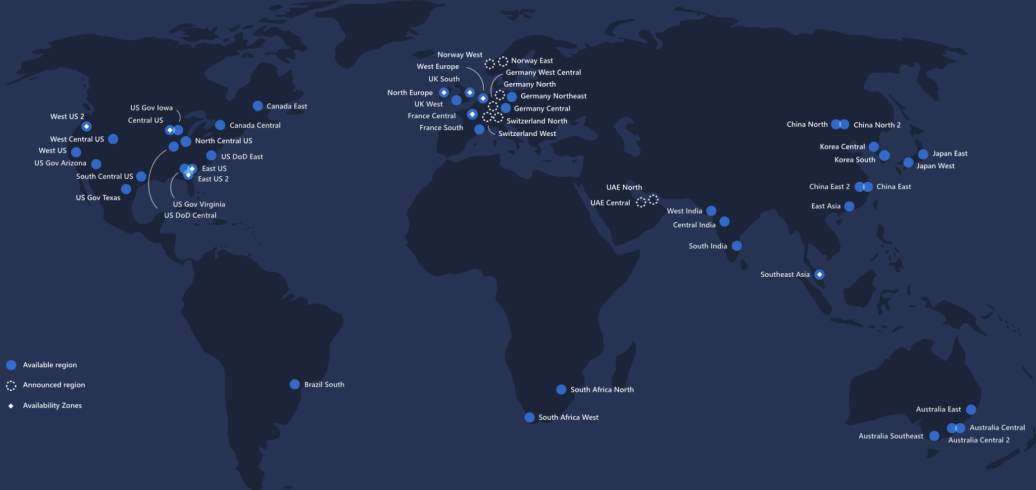 Norway West
Norway East
West Europe
Germany West Central
UK South
Germany North
North Europe
Germany Northeast
UK West
Germany Central
France Central
Switzerland North
France South
Switzerland West
US Gov Iowa
Canada East
West US 2
Central US
Canada Central
West Central US
North Central US
West US
US DoD East
US Gov Arizona
East US
South Central US
East US 2
US Gov Texas
US Gov Virginia
US DoD Central
China North
China North 2
Korea Central
Japan East
Korea South
Japan West
UAE North
China East 2
China East
UAE Central
East Asia
West India
Central India
South India
Southeast Asia
Available region
Announced region
Availability Zones
Brazil South
South Africa North
South Africa West
Australia East
Australia Central
Australia Southeast
Australia Central 2